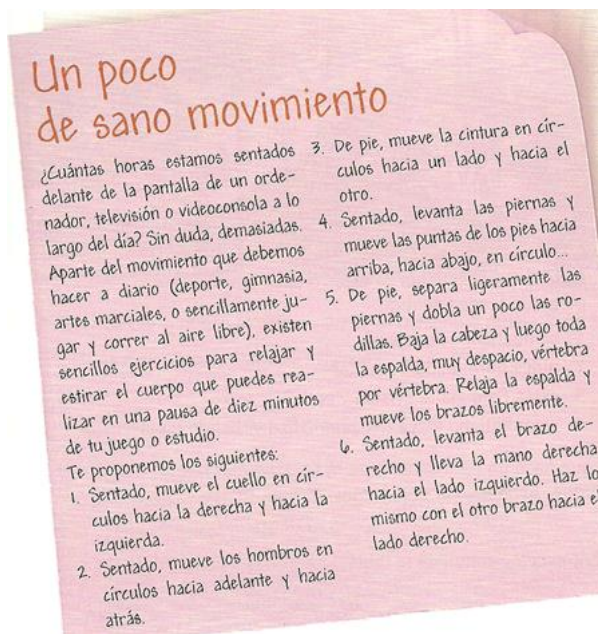 Un poco
de sano movimiento
¿Cuántas horas estamos sentados
delante de la pantalla de un orde-
nador, televisión o videoconsola a lo
largo del día? Sin duda, demasiadas.
Aparte del movimiento que debemos
hacer a diario (deporte, gimnasia,
artes marciales, o sencillamente ju-
gar y correr al aire libre), existen
sencillos ejercicios para relajar y
estirar el cuerpo que puedes rea-
lizar en una pausa de diez minutos
de tu juego o estudio.
Te proponemos los siguientes:
1. Sentado, mueve el cuello en cír-
culos hacia la derecha y hacia la
izquierda.
2. Sentado, mueve los hombros en
círculos hacia adelante y hacia
atrás.
3. De pie, mueve la cintura en cír-
culos hacia un lado y hacia el
otro.
4. Sentado, levanta las piernas y
mueve las puntas de los pies hacia
arriba, hacia abajo, en círculo...
5. De pie, separa ligeramente las
piernas y dobla un poco las ro-
dillas. Baja la cabeza y luego toda
la espalda, muy despacio, vértebra
por vértebra. Relaja la espalda y
mueve los brazos libremente.
6. Sentado, levanta el brazo de-
recho y lleva la mano derecha
hacia el lado izquierdo. Haz lo
mismo con el otro brazo hacia e
lado derecho.